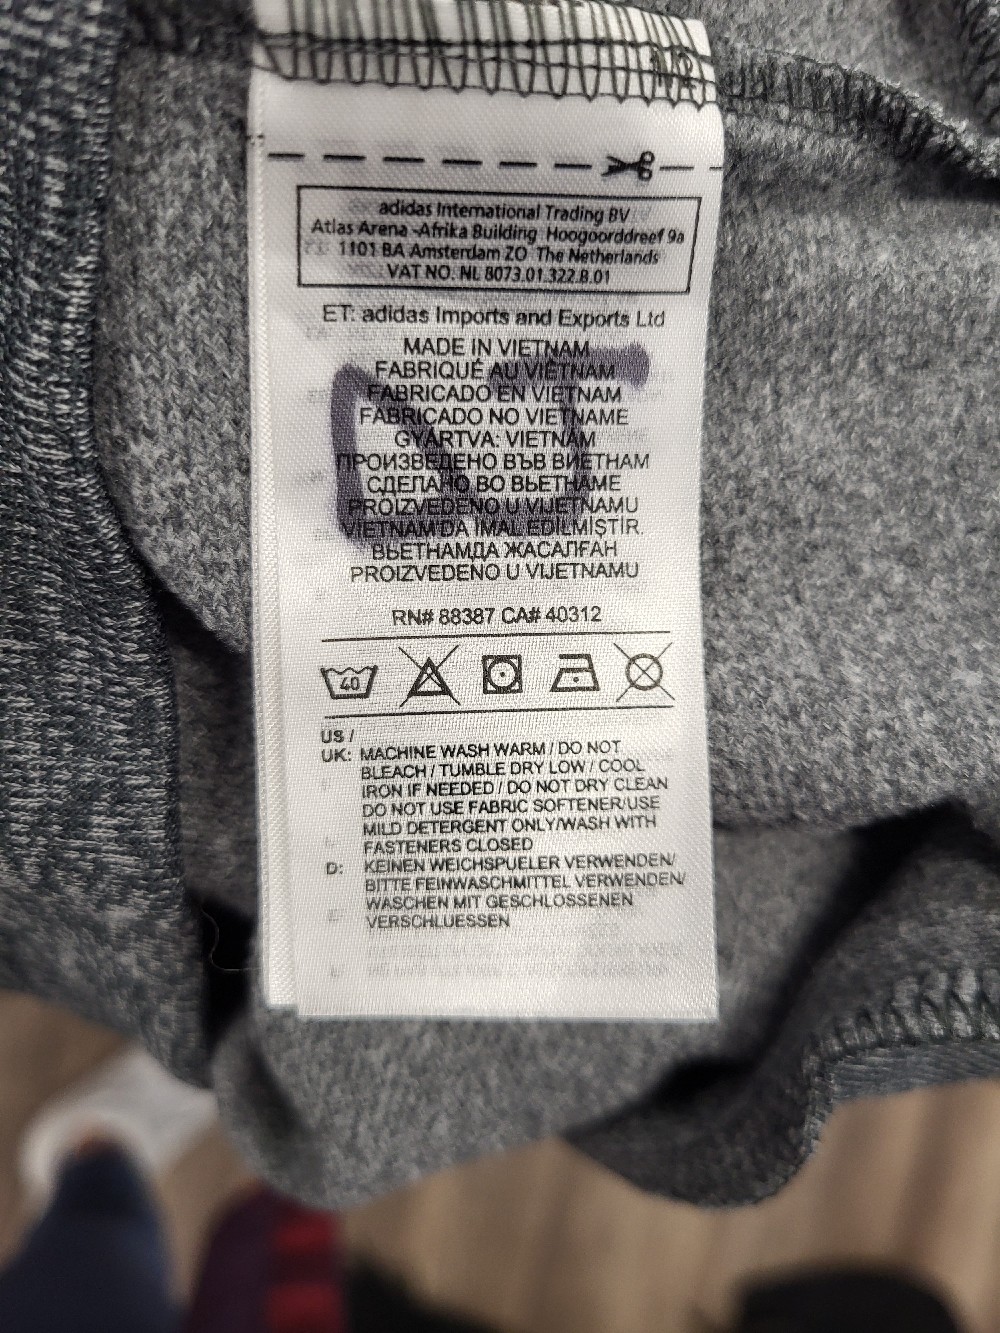 adidas International Trading BV
Atlas Arena -Afrika Building Hoogoorddreef 9a
1101 BA Amsterdam ZO The Netherlands
VAT NO. NL 8073.01.322.B.01
ET: adidas Imports and Exports Ltd
MADE IN VIETNAM
FABRIQUÉ AU VIÊTNAM
FABRICADO EN VIETNAM
FABRICADO NO VIETNAME
GYÁRTVA: VIETNÁM
ПРОИЗВЕДЕНО ВЪВ ВИЕТНАМ
СДЕЛАНО ВО ВЬЕТНАМЕ
PROIZVEDENO U VIJETNAMU
VIETNAM'DA IMAL EDİLMİŞTİR.
ВЬЕТНАМДА ЖАСАЛҒАН
PROIZVEDENO U VIJETNAMU
RN# 88387 CA# 40312
40
US /
UK: MACHINE WASH WARM / DO NOT
BLEACH / TUMBLE DRY LOW / COOL
IRON IF NEEDED / DO NOT DRY CLEAN
DO NOT USE FABRIC SOFTENER/USE
MILD DETERGENT ONLY/WASH WITH
FASTENERS CLOSED
D: KEINEN WEICHSPUELER VERWENDEN/
BITTE FEINWASCHMITTEL VERWENDEN/
WASCHEN MIT GESCHLOSSENEN
VERSCHLUESSEN